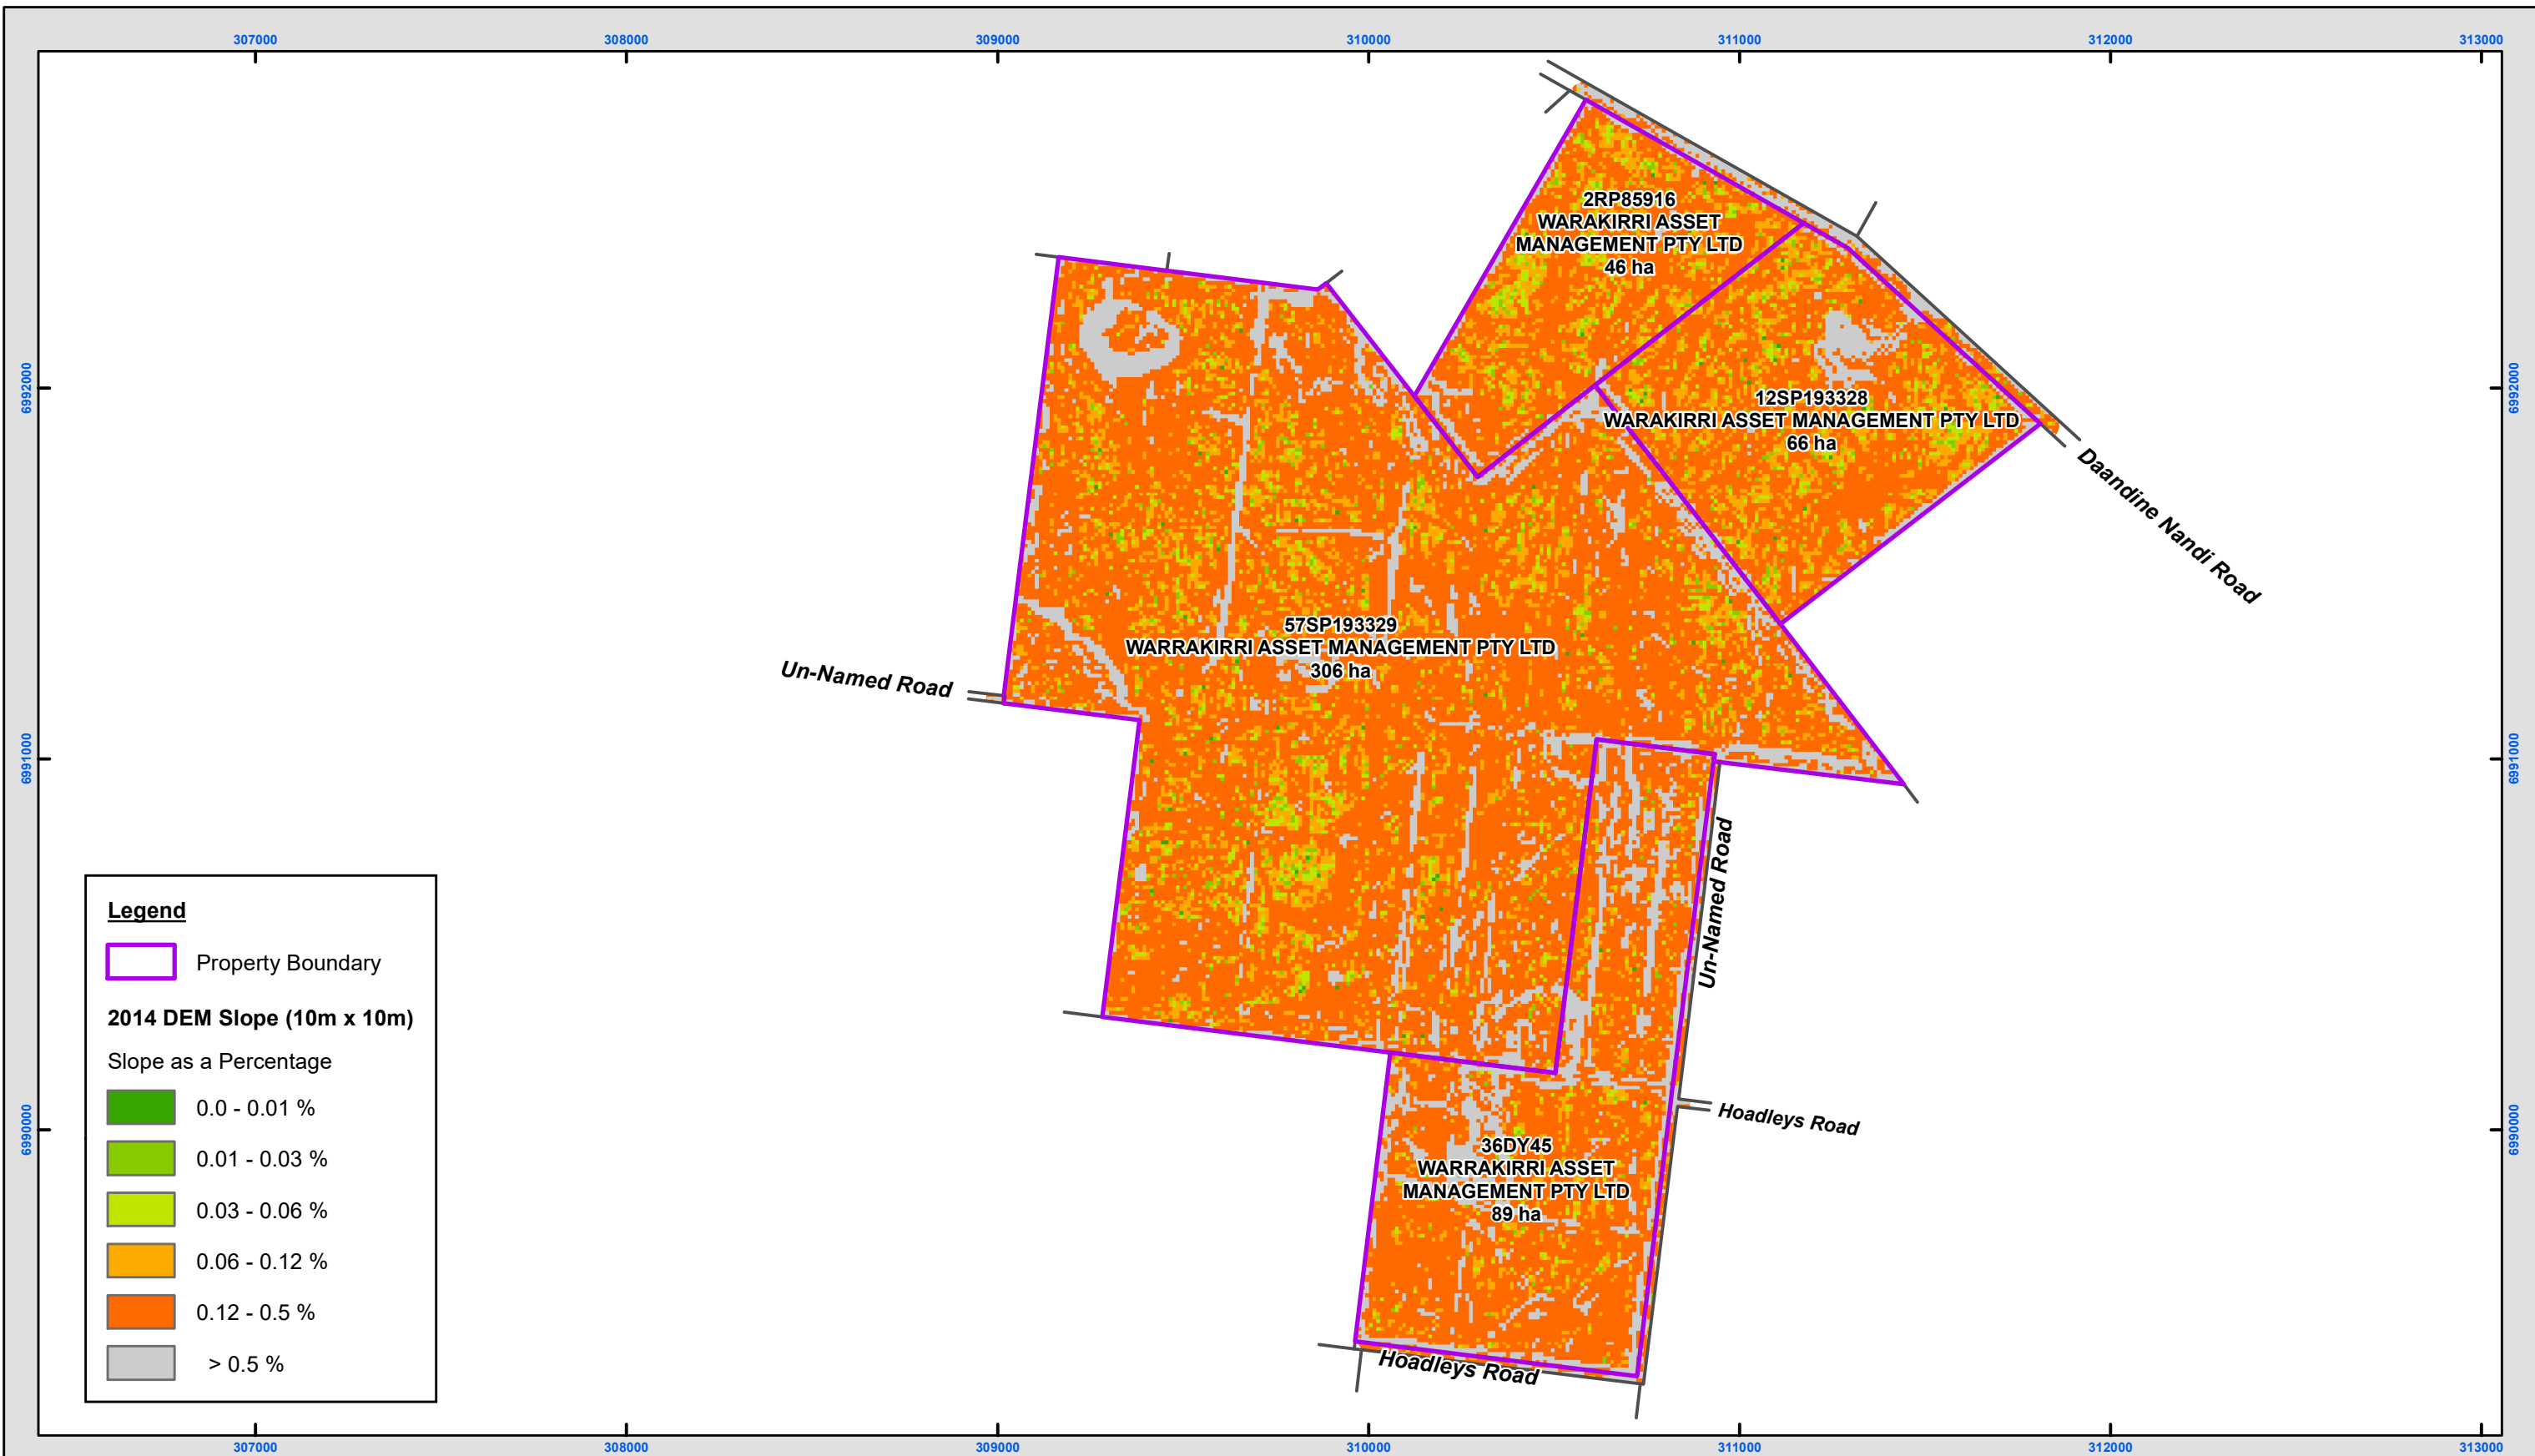 307000
308000
309000
310000
311000
312000
313000
6992000
6991000
6990000
6992000
6991000
6990000
2RP85916
WARAKIRRI ASSET
MANAGEMENT PTY LTD
46 ha
12SP193328
WARAKIRRI ASSET MANAGEMENT PTY LTD
66 ha
Daandine Nandi Road
57SP193329
WARRAKIRRI ASSET MANAGEMENT PTY LTD
306 ha
Un-Named Road
Un-Named Road
Hoadleys Road
36DY45
WARRAKIRRI ASSET
MANAGEMENT PTY LTD
89 ha
Hoadleys Road
Legend
Property Boundary
2014 DEM Slope (10m x 10m)
Slope as a Percentage
0.0 - 0.01 %
0.01 - 0.03 %
0.03 - 0.06 %
0.06 - 0.12 %
0.12 - 0.5 %
> 0.5 %
307000
308000
309000
310000
311000
312000
313000